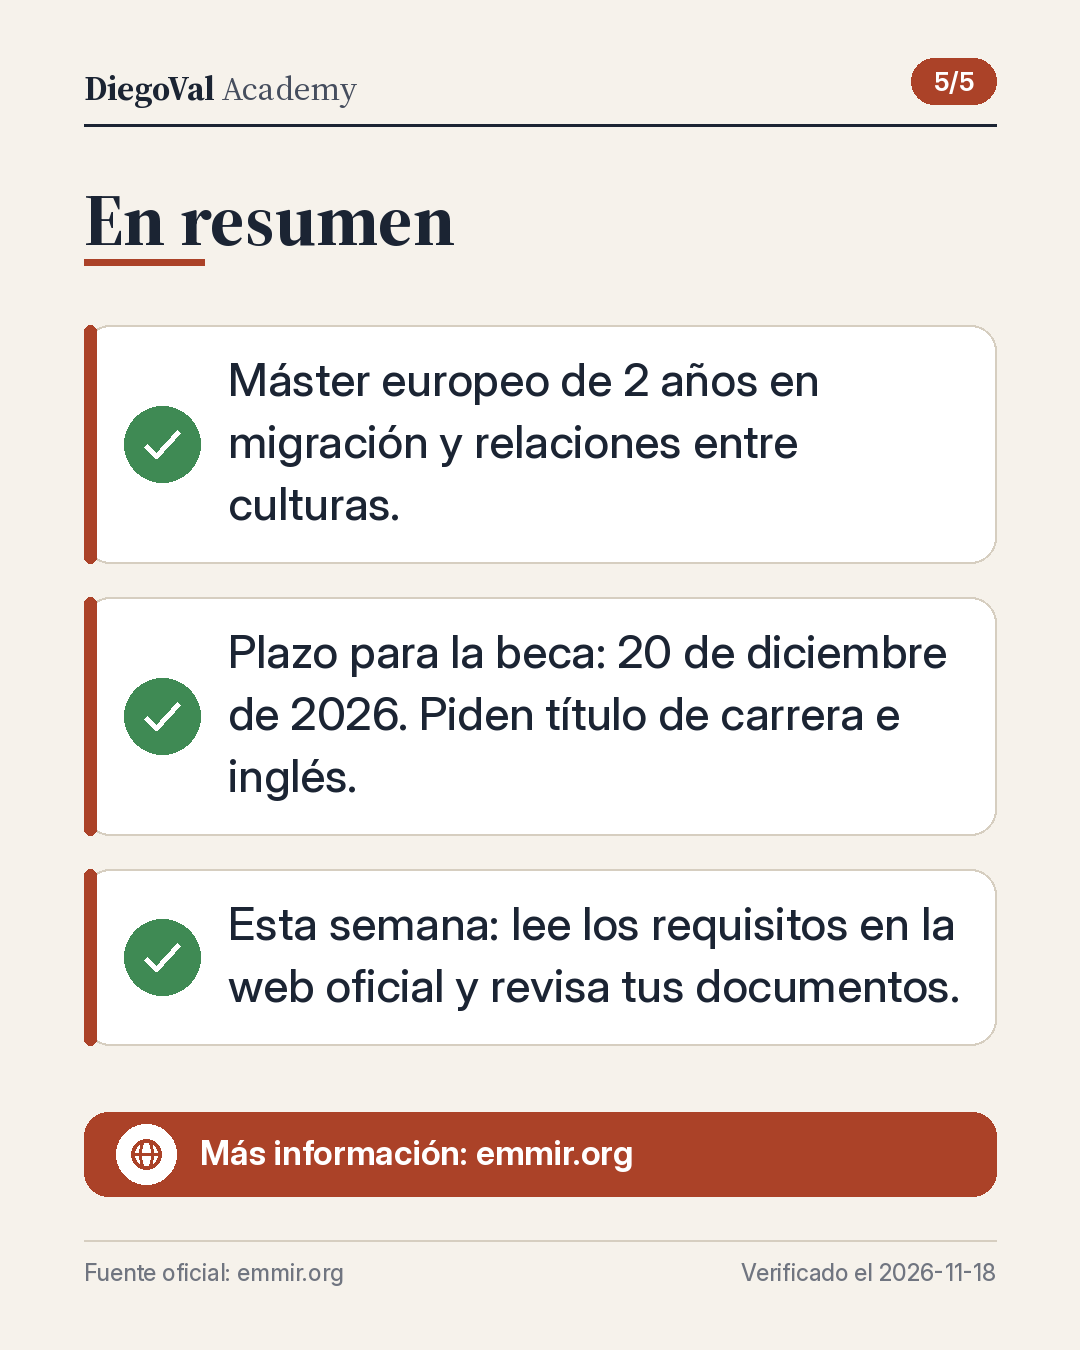 DiegoVal Academy
5/5
En resumen
Máster europeo de 2 años en
migración y relaciones entre
culturas.
Plazo para la beca: 20 de diciembre
de 2026. Piden título de carrera e
inglés.
Esta semana: lee los requisitos en la
web oficial y revisa tus documentos.
Más información: emmir.org
Fuente oficial: emmir.org
Verificado el 2026-11-18